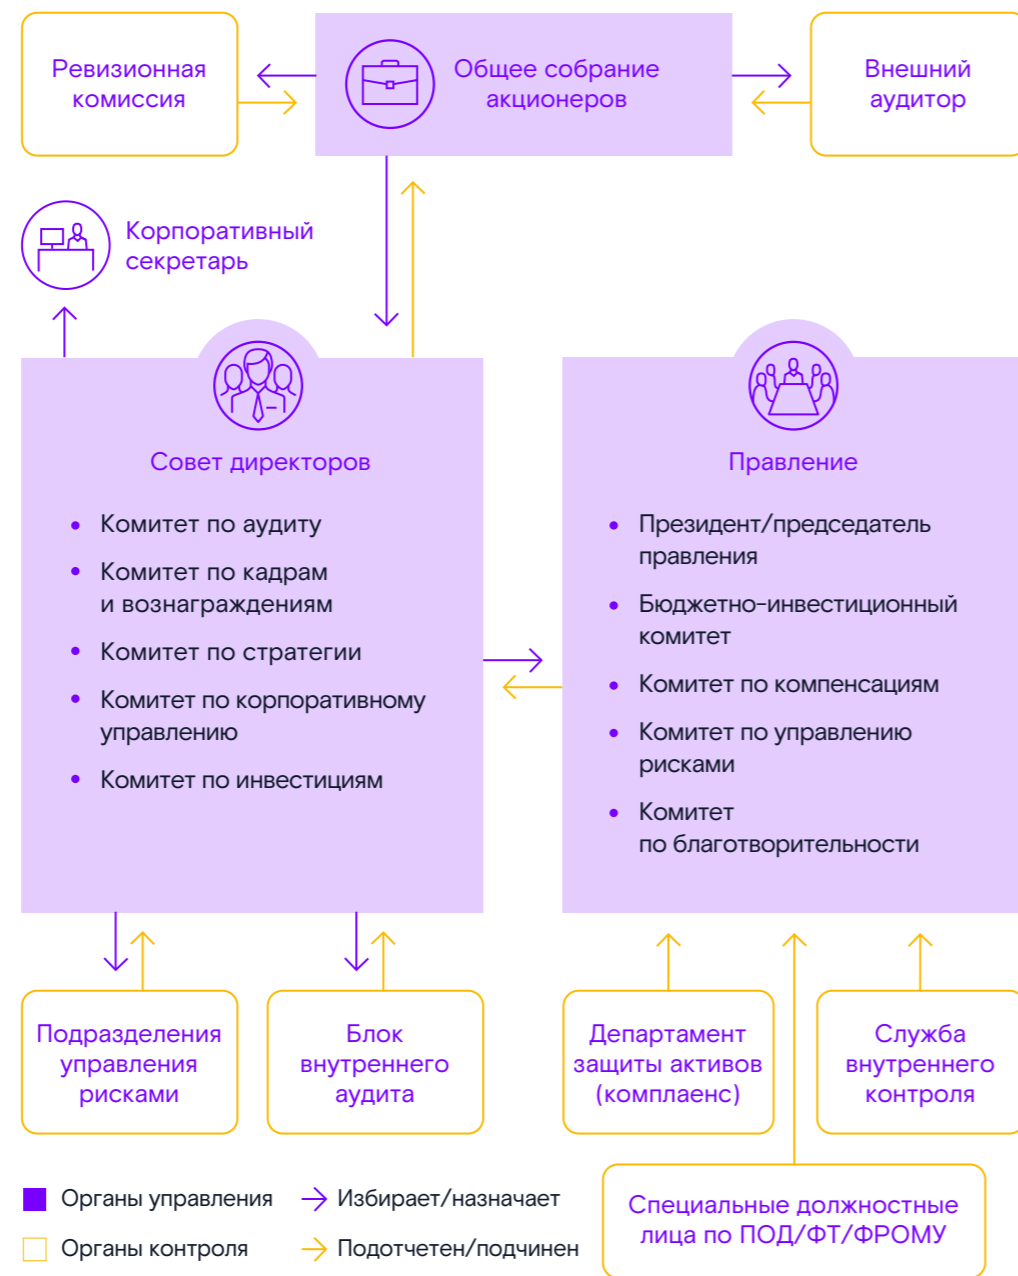 Ревизионная
комиссия
Общее собрание
акционеров
Внешний
аудитор
Корпоративный
секретарь
Совет директоров
• Комитет по аудиту
• Комитет по кадрам
и вознаграждениям
• Комитет по стратегии
• Комитет по корпоративному
управлению
• Комитет по инвестициям
Правление
• Президент/председатель
правления
• Бюджетно-инвестиционный
комитет
• Комитет по компенсациям
• Комитет по управлению
рисками
• Комитет
по благотворительности
Подразделения
управления
рисками
Блок
внутреннего
аудита
Департамент
защиты активов
(комплаенс)
Служба
внутреннего
контроля
Специальные должностные
лица по ПОД/ФТ/ФРОМУ
Органы управления
Избирает/назначает
Органы контроля
Подотчетен/подчинен